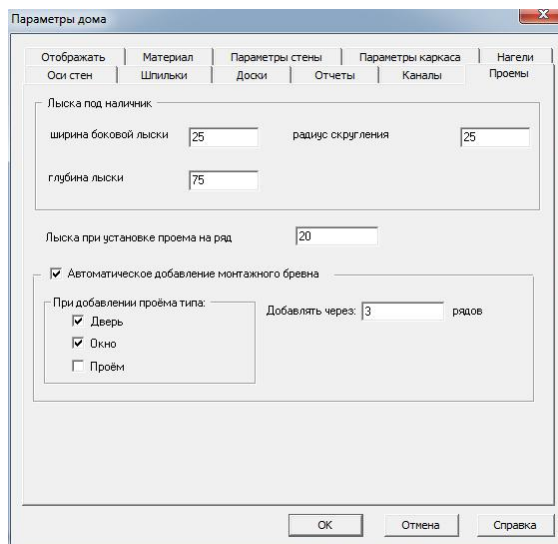 Параметры дома
Отображать Материал Параметры стены Параметры каркаса Нагели
Оси стен Шпильки Доски Отчеты Каналы Проемы
Лыска под наличник
ширина боковой лыски 25 радиус скругления 25
глубина лыски 75
Лыска при установке проема на ряд 20
Автоматическое добавление монтажного бревна
При добавлении проёма типа: Добавлять через: 3 рядов
Дверь
Окно
Проём
OK Отмена Справка